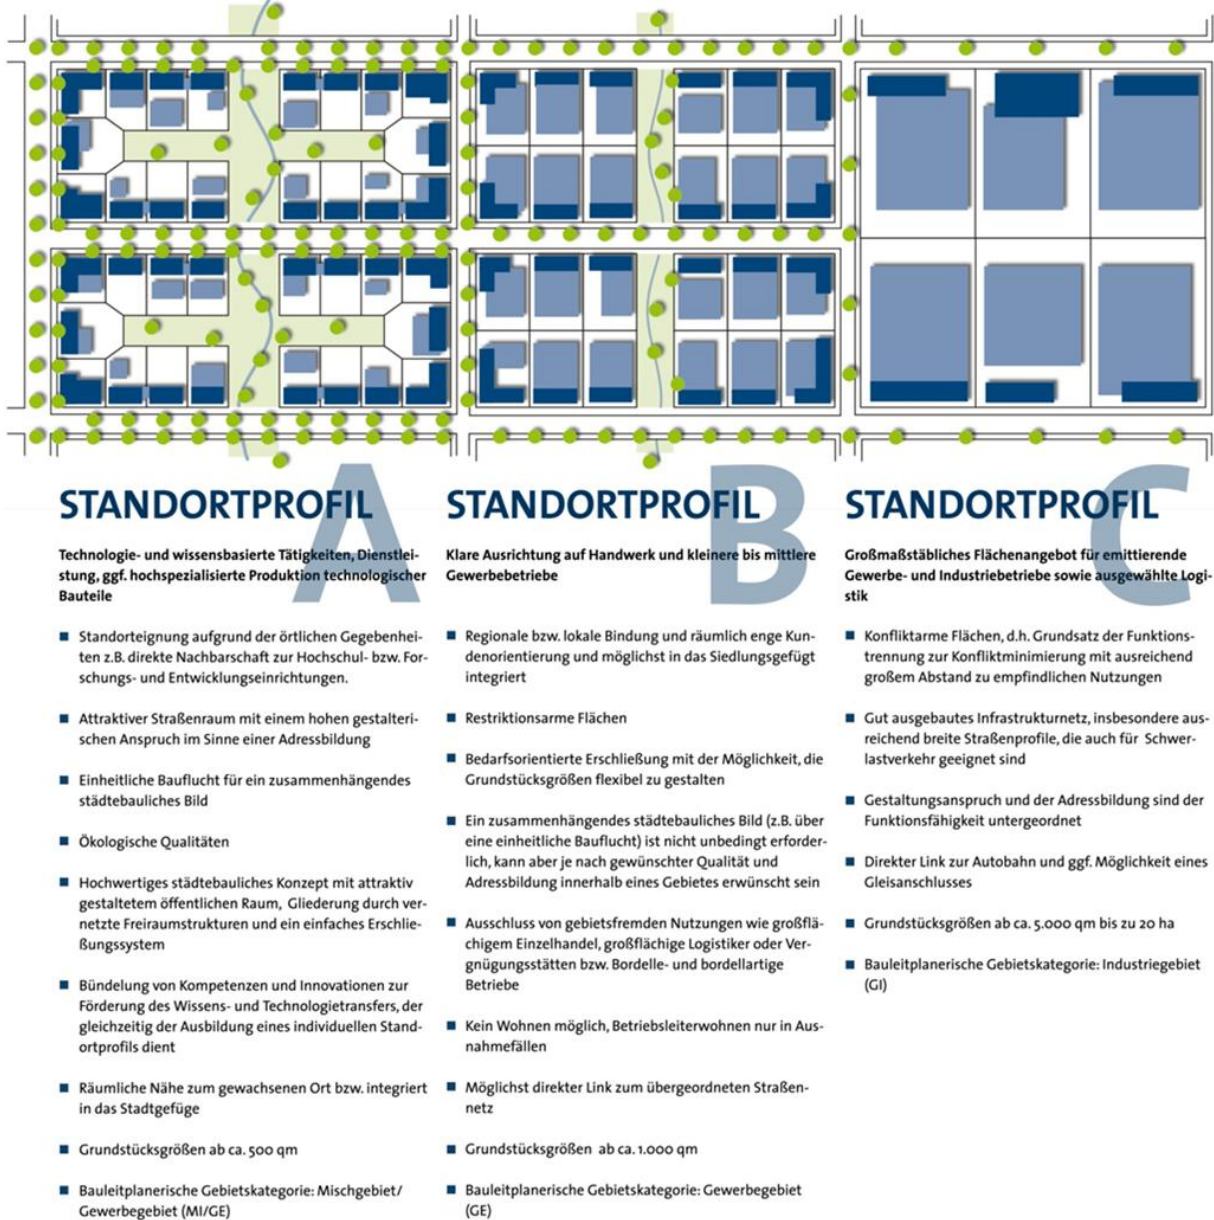 STANDORTPROFIL A
Technologie- und wissensbasierte Tätigkeiten, Dienstlei-
stung, ggf. hochspezialisierte Produktion technologischer
Bauteile
Standorteignung aufgrund der örtlichen Gegebenhei-
ten z.B. direkte Nachbarschaft zur Hochschul- bzw. For-
schungs- und Entwicklungseinrichtungen.
Attraktiver Straßenraum mit einem hohen gestalteri-
schen Anspruch im Sinne einer Adressbildung
Einheitliche Bauflucht für ein zusammenhängendes
städtebauliches Bild
Ökologische Qualitäten
Hochwertiges städtebauliches Konzept mit attraktiv
gestaltetem öffentlichen Raum, Gliederung durch ver-
netzte Freiraumstrukturen und ein einfaches Erschlie-
ßungssystem
Bündelung von Kompetenzen und Innovationen zur
Förderung des Wissens- und Technologietransfers, der
gleichzeitig der Ausbildung eines individuellen Stand-
ortprofils dient
Räumliche Nähe zum gewachsenen Ort bzw. integriert
in das Stadtgefüge
Grundstücksgrößen ab ca. 500 qm
Bauleitplanerische Gebietskategorie: Mischgebiet/
Gewerbegebiet (MI/GE)
STANDORTPROFIL B
Klare Ausrichtung auf Handwerk und kleinere bis mittlere
Gewerbebetriebe
Regionale bzw. lokale Bindung und räumlich enge Kun-
denorientierung und möglichst in das Siedlungsgefügt
integriert
Restriktionsarme Flächen
Bedarfsorientierte Erschließung mit der Möglichkeit, die
Grundstücksgrößen flexibel zu gestalten
Ein zusammenhängendes städtebauliches Bild (z.B. über
eine einheitliche Bauflucht) ist nicht unbedingt erforder-
lich, kann aber je nach gewünschter Qualität und
Adressbildung innerhalb eines Gebietes erwünscht sein
Ausschluss von gebietsfremden Nutzungen wie großflä-
chigem Einzelhandel, großflächige Logistiker oder Ver-
gnügungsstätten bzw. Bordelle- und bordellartige
Betriebe
Kein Wohnen möglich, Betriebsleiterwohnen nur in Aus-
nahmefällen
Möglichst direkter Link zum übergeordneten Straßen-
netz
Grundstücksgrößen ab ca. 1.000 qm
Bauleitplanerische Gebietskategorie: Gewerbegebiet
(GE)
STANDORTPROFIL C
Großmaßstäbliches Flächenangebot für emittierende
Gewerbe- und Industriebetriebe sowie ausgewählte Logi-
stik
Konfliktarme Flächen, d.h. Grundsatz der Funktions-
trennung zur Konfliktminimierung mit ausreichend
großem Abstand zu empfindlichen Nutzungen
Gut ausgebautes Infrastrukturnetz, insbesondere aus-
reichend breite Straßenprofile, die auch für Schwer-
lastverkehr geeignet sind
Gestaltungsanspruch und der Adressbildung sind der
Funktionsfähigkeit untergeordnet
Direkter Link zur Autobahn und ggf. Möglichkeit eines
Gleisanschlusses
Grundstücksgrößen ab ca. 5.000 qm bis zu 20 ha
Bauleitplanerische Gebietskategorie: Industriegebiet
(GI)